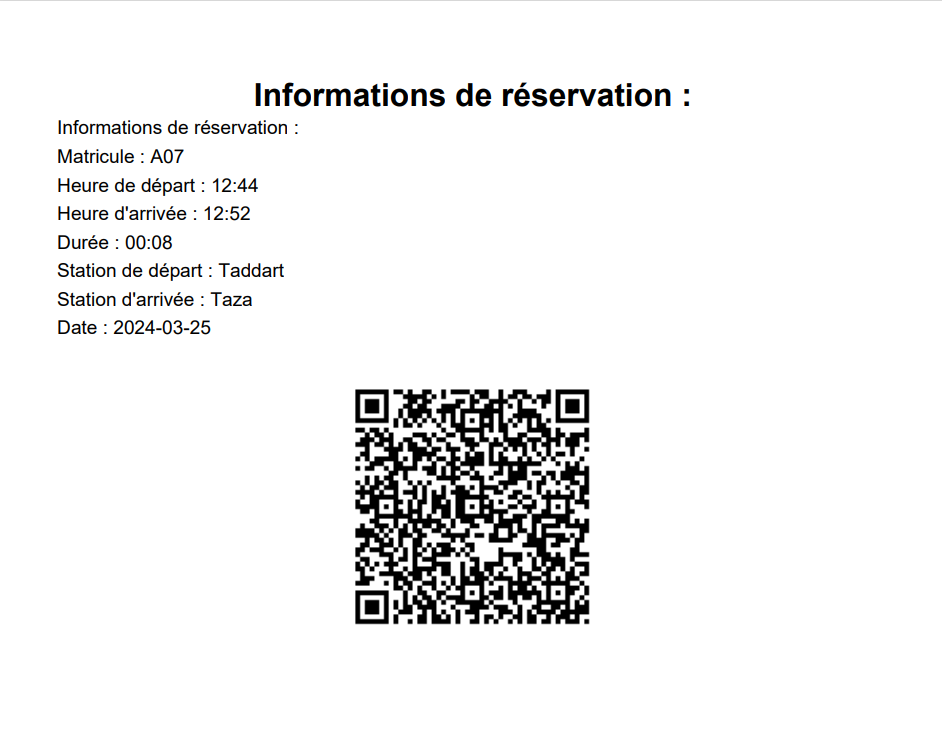 Informations de réservation :
Informations de réservation :
Matricule : A07
Heure de départ : 12:44
Heure d'arrivée : 12:52
Durée : 00:08
Station de départ : Taddart
Station d'arrivée : Taza
Date : 2024-03-25